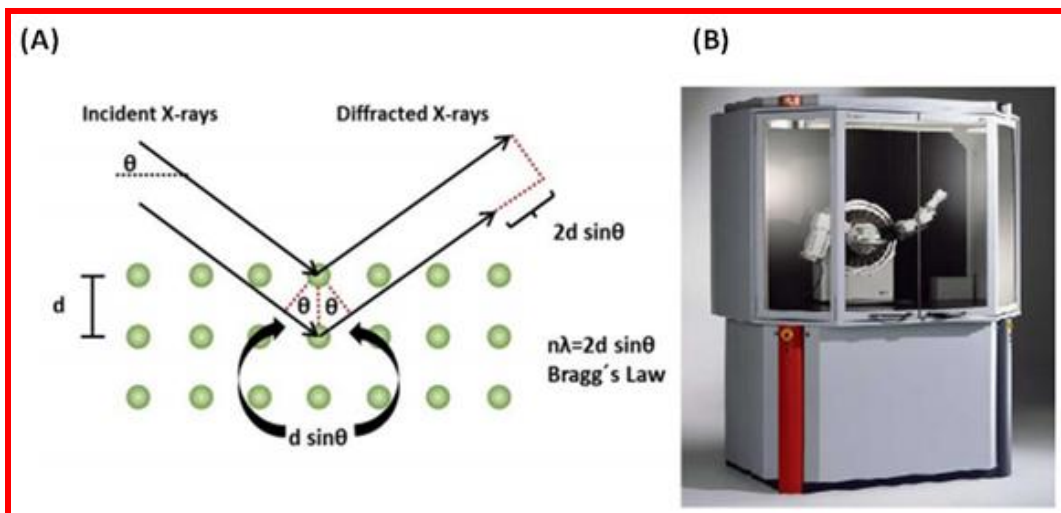 (A)
(B)
Incident X-rays
Diffracted X-rays
θ
2d sinθ
d
θ θ
nλ=2d sinθ
Bragg´s Law
d sinθ